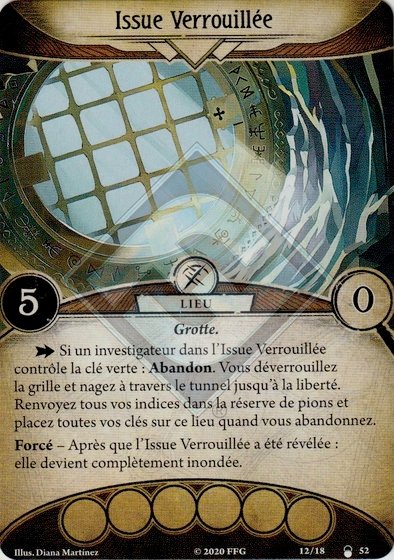 Issue Verrouillée
5
LIEU
0
Grotte.
Si un investigateur dans l'Issue Verrouillée
contrôle la clé verte : Abandon. Vous déverrouillez
la grille et nagez à travers le tunnel jusqu'à la liberté.
Renvoyez tous vos indices dans la réserve de pions et
placez toutes vos clés sur ce lieu quand vous abandonnez.
Forcé – Après que l'Issue Verrouillée a été révélée :
elle devient complètement inondée.
Illus. Diana Martinez © 2020 FFG 12/18 52